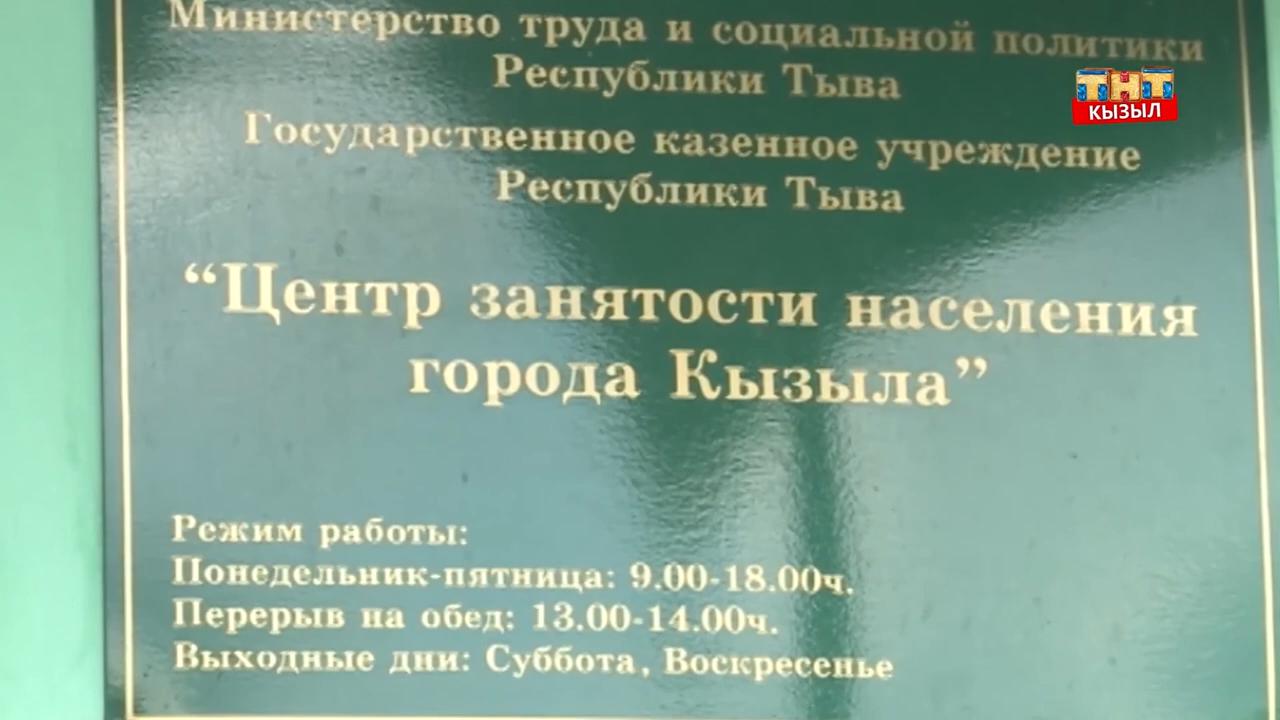 Министерство труда и социальной политики
Республики Тыва
ТНТ
КЫЗЫЛ
Государственное казенное учреждение
Республики Тыва
“Центр занятости населения
города Кызыла”
Режим работы:
Понедельник-пятница: 9.00-18.00ч.
Перерыв на обед: 13.00-14.00ч.
Выходные дни: Суббота, Воскресенье